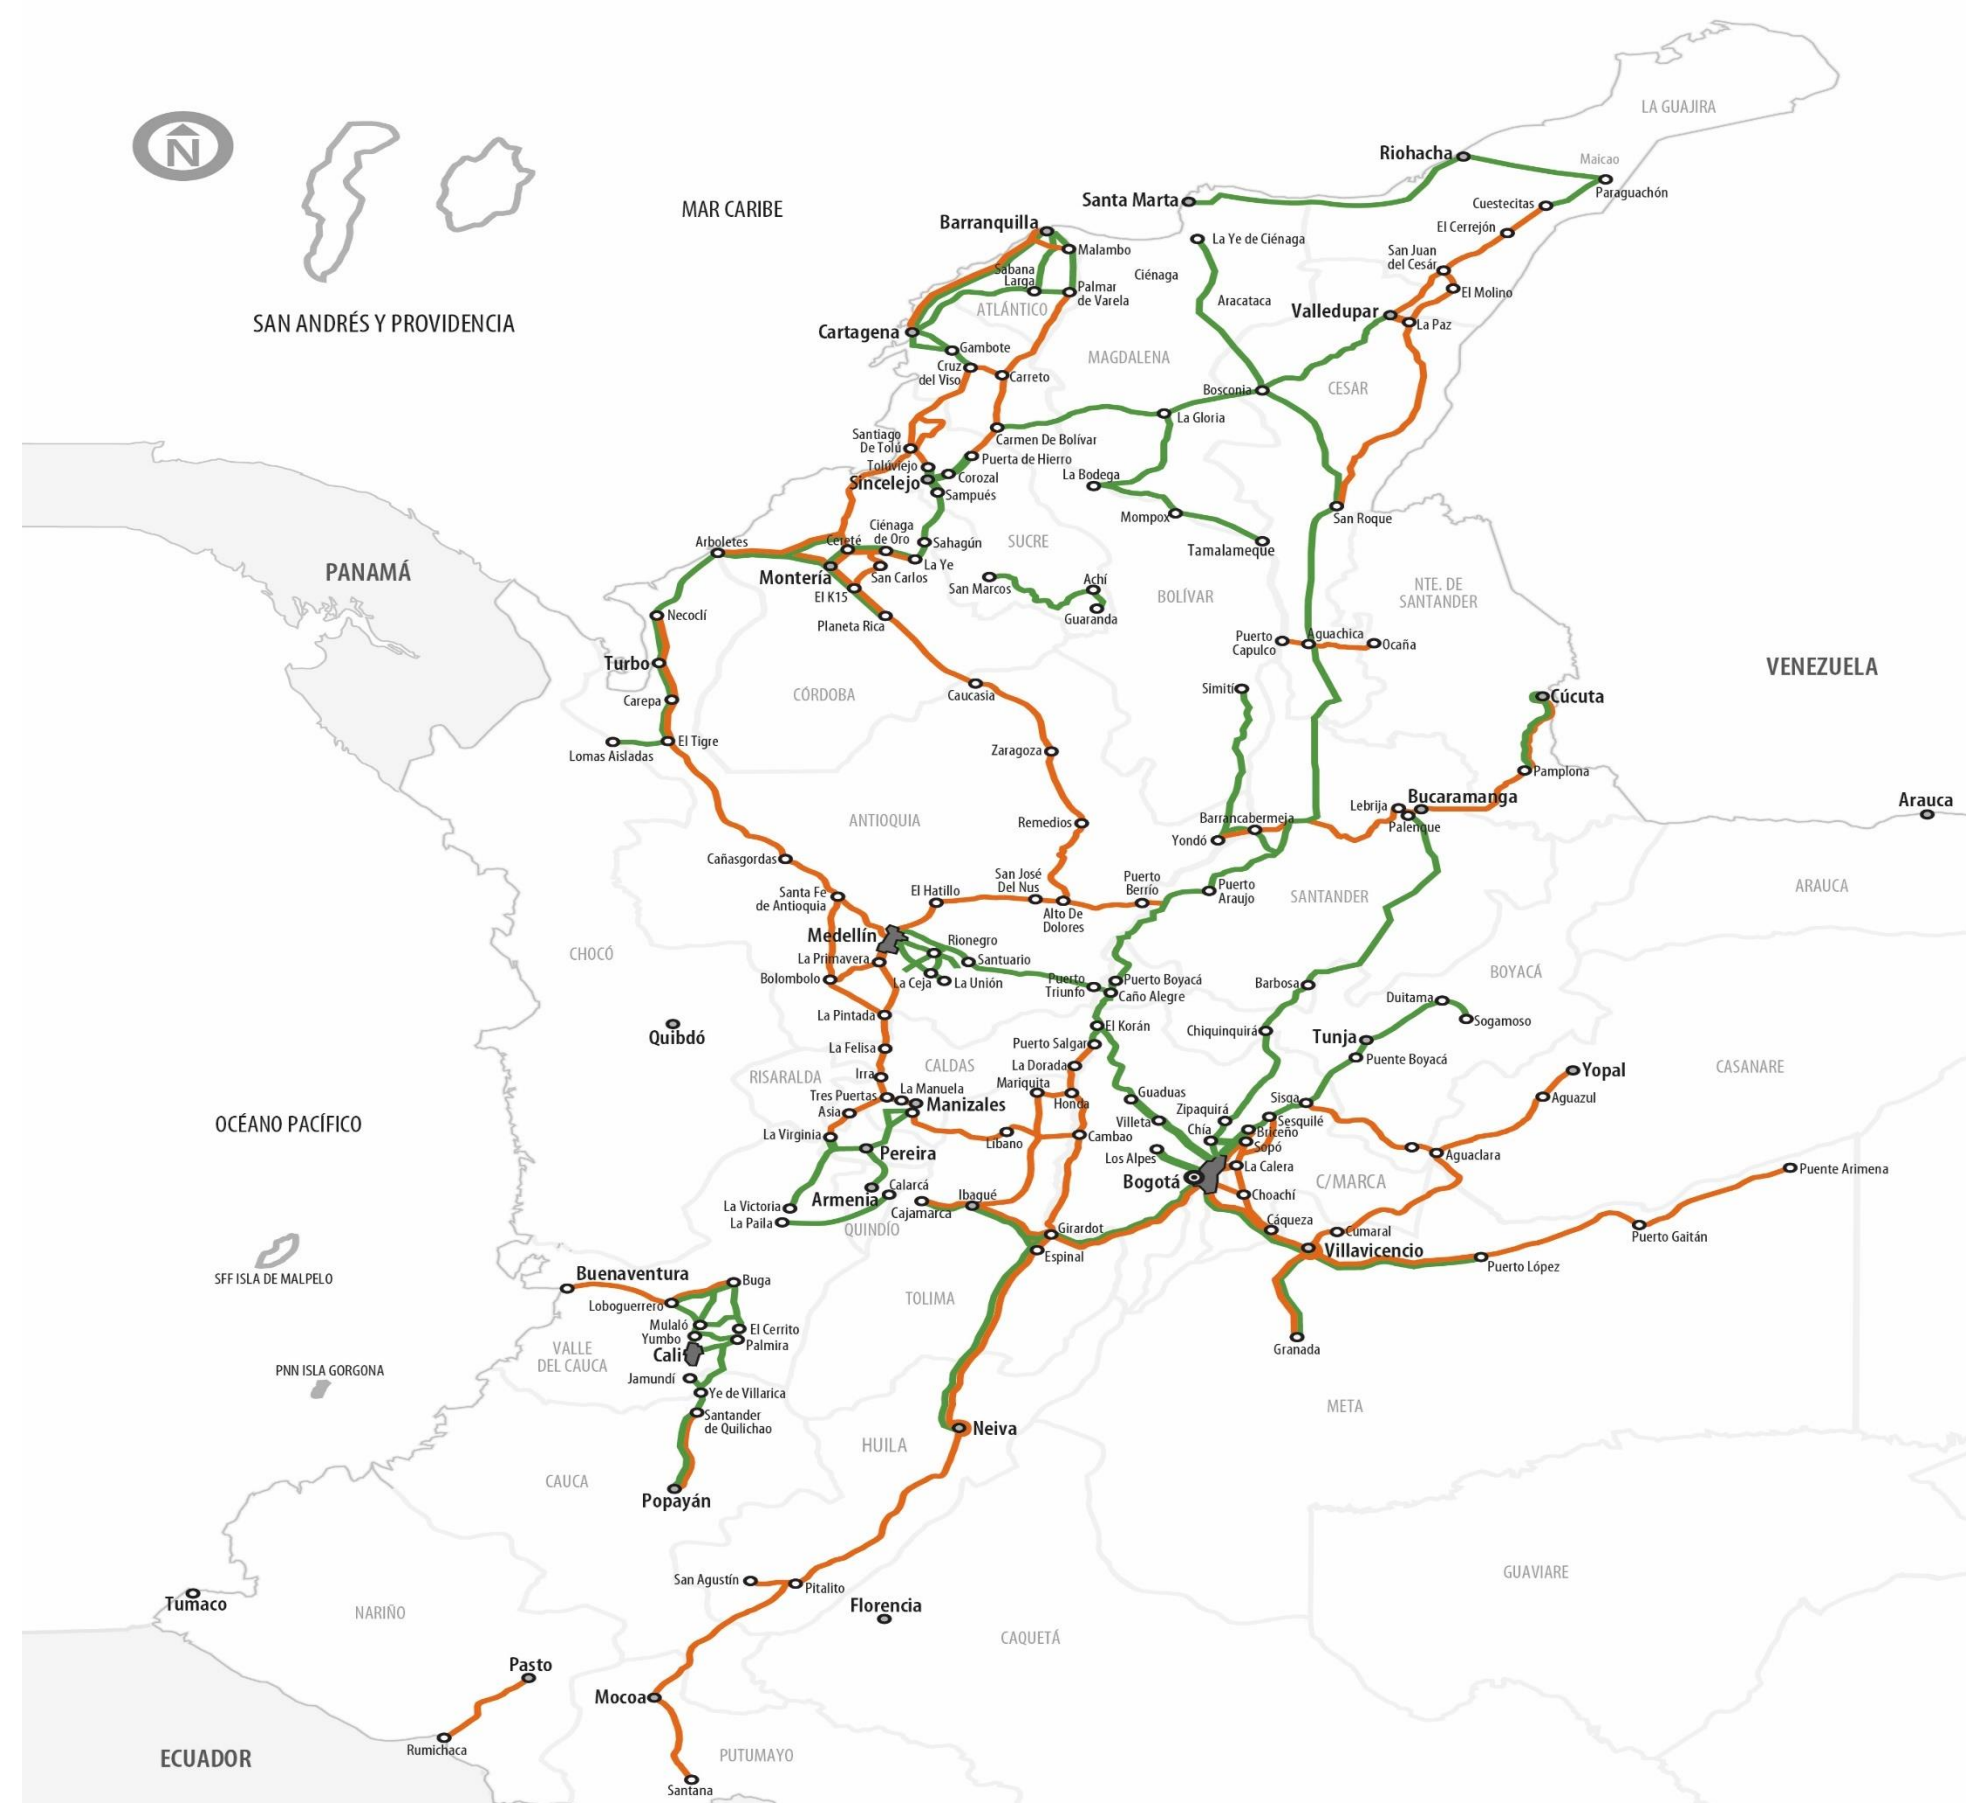 N
MAR CARIBE
SAN ANDRÉS Y PROVIDENCIA
LA GUAJIRA
Riohacha
Maicao
Paraguachón
Cuestecitas
El Cerrejón
San Juan
del Cesár
El Molino
Santa Marta
Barranquilla
Malambo
La Ye de Ciénaga
Ciénaga
Sabana
Larga
Palmar
de Varela
ATLÁNTICO
Aracataca
Valledupar
La Paz
Cartagena
Gambote
Cruz
del Viso
Carreto
MAGDALENA
Bosconia
CESAR
La Gloria
Santiago
De Tolú
Carmen De Bolívar
Tolúviejo
Puerta de Hierro
Sincelejo
Corozal
Sampués
La Bodega
Mompox
San Roque
Tamalameque
Arboletes
Cereté
Ciénaga
de Oro
Sahagún
SUCRE
La Ye
Montería
San Carlos
El K15
San Marcos
Achí
Guaranda
BOLÍVAR
NTE. DE
SANTANDER
PANAMÁ
Necoclí
Planeta Rica
Puerto
Capulco
Aguachica
Ocaña
Turbo
VENEZUELA
Carepa
CÓRDOBA
Caucasia
Simití
Cúcuta
El Tigre
Lomas Aisladas
Zaragoza
Pamplona
ANTIOQUIA
Remedios
Barrancabermeja
Yondó
Lebrija
Bucaramanga
Palenque
Arauca
Cañasgordas
Santa Fe
de Antioquia
El Hatillo
San José
Del Nus
Alto De
Dolores
Puerto
Berrío
Puerto
Araujo
SANTANDER
ARAUCA
Medellín
Rionegro
La Primavera
Santuario
CHOCÓ
Bolombolo
La Ceja
La Unión
Puerto
Triunfo
Puerto Boyacá
Caño Alegre
Barbosa
BOYACÁ
Duitama
Sogamoso
La Pintada
El Korán
Chiquinquirá
Tunja
Quibdó
La Felisa
Puerto Salgar
Puente Boyacá
CALDAS
La Dorada
Yopal
CASANARE
RISARALDA
Irra
Mariquita
Tres Puertas
La Manuela
Manizales
Honda
Guaduas
Zipaquirá
Sisga
Aguazul
Asia
Villeta
Sesquilé
OCÉANO PACÍFICO
La Virginia
Libano
Cambao
Chía
Briceño
Sopó
Pereira
Los Alpes
La Calera
Aguaclara
Puente Arimena
Bogotá
C/MARCA
Armenia
Calarcá
Cajamarca
Ibagué
Choachí
La Victoria
La Paila
QUINDÍO
Girardot
Cáqueza
Cumaral
Puerto Gaitán
Espinal
Villavicencio
Puerto López
SFF ISLA DE MALPELO
Buenaventura
Buga
Loboguerrero
TOLIMA
Mulaló
El Cerrito
Yumbo
Palmira
VALLE
DEL CAUCA
Cali
Granada
PNN ISLA GORGONA
Jamundí
Ye de Villarica
META
Santander
de Quilichao
Neiva
HUILA
CAUCA
Popayán
San Agustín
Pitalito
GUAVIARE
Tumaco
NARIÑO
Florencia
CAQUETÁ
Pasto
Mocoa
Rumichaca
ECUADOR
PUTUMAYO
Santana